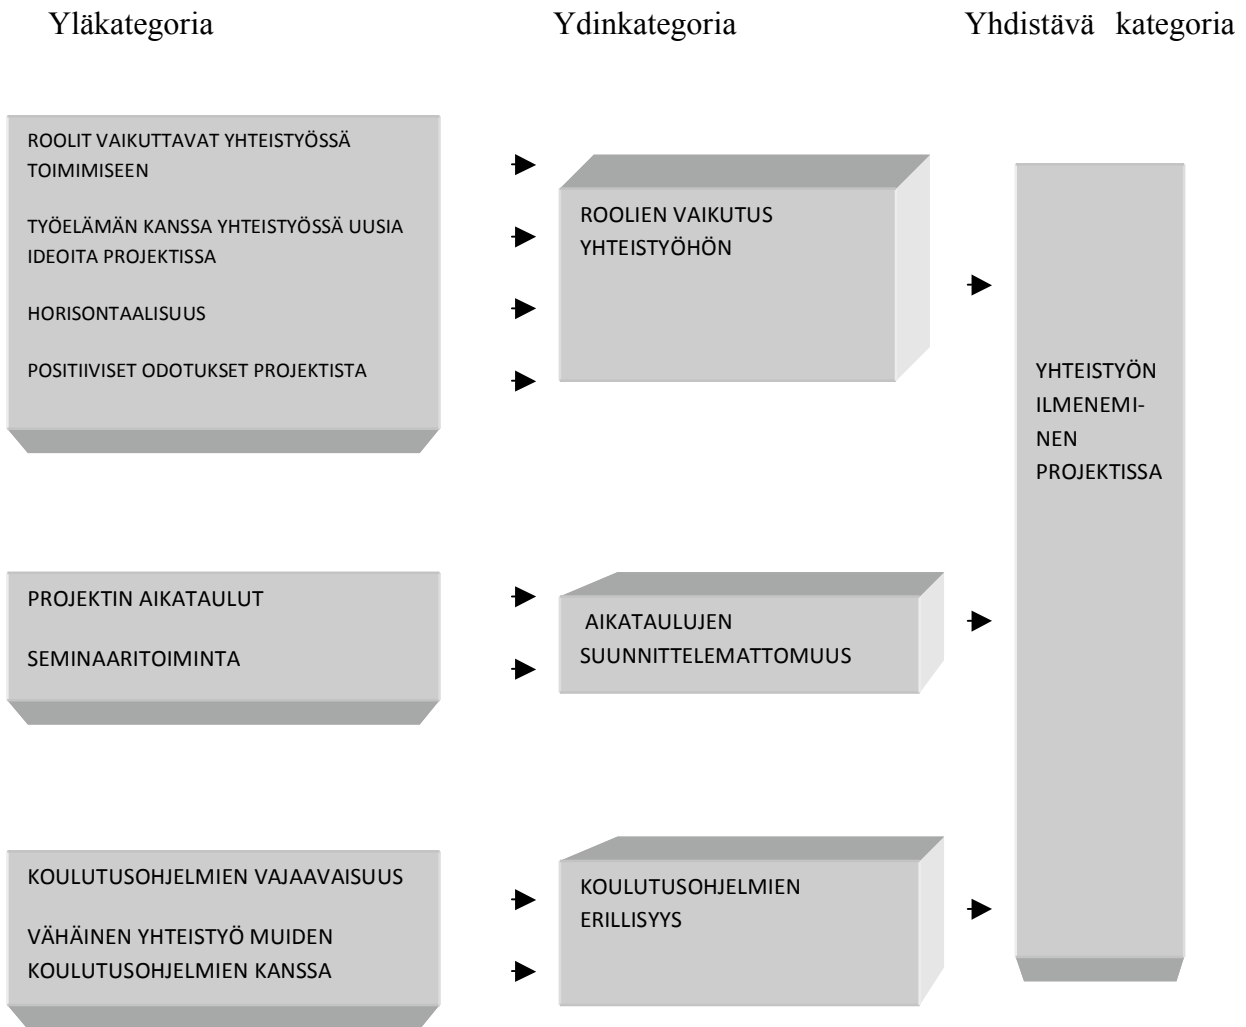 Yläkategoria Ydinkategoria Yhdistävä kategoria
ROOLIT VAIKUTTAVAT YHTEISTYÖSSÄ
TOIMIMISEEN
TYÖELÄMÄN KANSSA YHTEISTYÖSSÄ UUSIA
IDEOITA PROJEKTISSA
HORISONTAALISUUS
POSITIIVISET ODOTUKSET PROJEKTISTA
ROOLIEN VAIKUTUS
YHTEISTYÖHÖN
PROJEKTIN AIKATAULUT
SEMINAARITOIMINTA
AIKATAULUJEN
SUUNNITTELEMATTOMUUS
KOULUTUSOHJELMIEN VAJAAVAISUUS
VÄHÄINEN YHTEISTYÖ MUIDEN
KOULUTUSOHJELMIEN KANSSA
KOULUTUSOHJELMIEN
ERILLISYYS
YHTEISTYÖN
ILMENEMI-
NEN
PROJEKTISSA